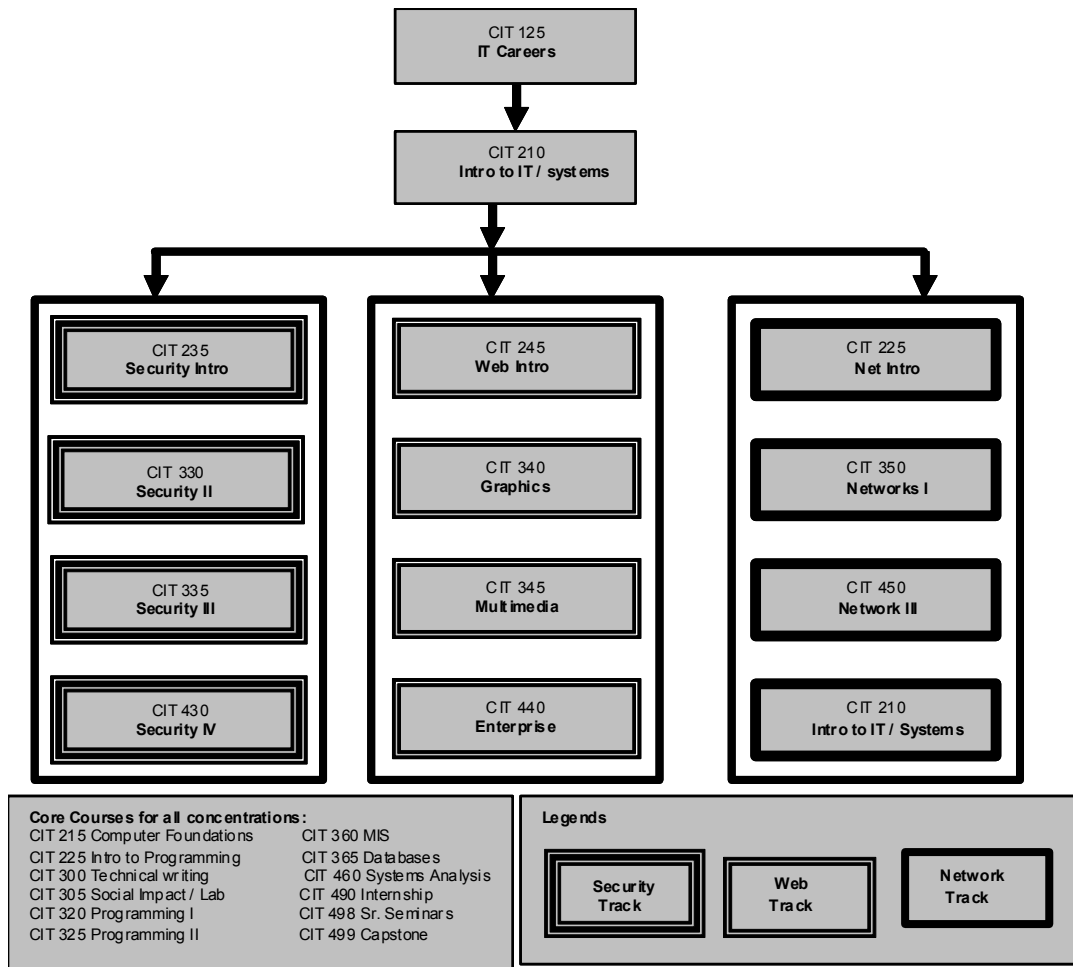 CIT 125
IT Careers
CIT 210
Intro to IT / systems
CIT 235
Security Intro
CIT 330
Security II
CIT 335
Security III
CIT 430
Security IV
CIT 245
Web Intro
CIT 340
Graphics
CIT 345
Multimedia
CIT 440
Enterprise
CIT 225
Net Intro
CIT 350
Networks I
CIT 450
Network III
CIT 210
Intro to IT / Systems
Core Courses for all concentrations:
CIT 215 Computer Foundations
CIT 225 Intro to Programming
CIT 300 Technical writing
CIT 305 Social Impact / Lab
CIT 320 Programming I
CIT 325 Programming II
CIT 360 MIS
CIT 365 Databases
CIT 460 Systems Analysis
CIT 490 Internship
CIT 498 Sr. Seminars
CIT 499 Capstone
Legends
Security
Track
Web
Track
Network
Track